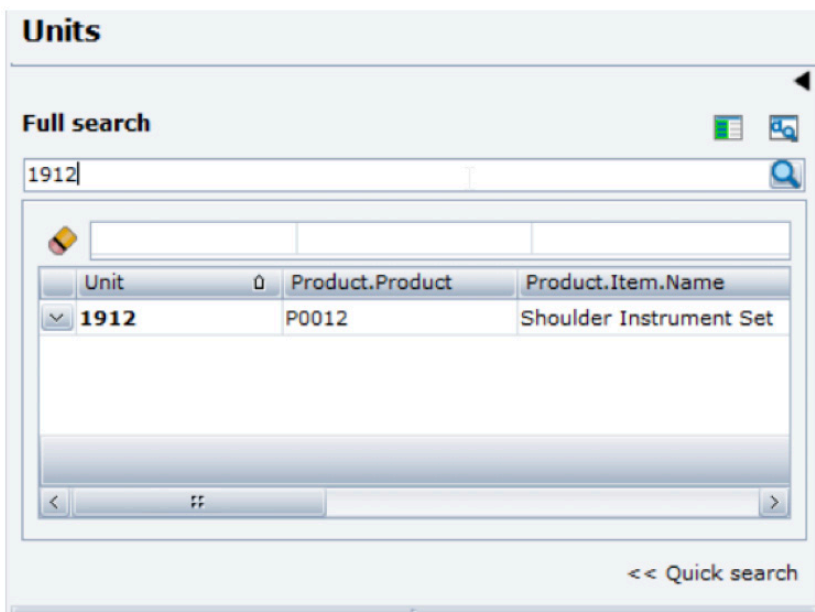 Units
Full search
1912
Unit Product.Product Product.Item.Name
1912 P0012 Shoulder Instrument Set
<< Quick search